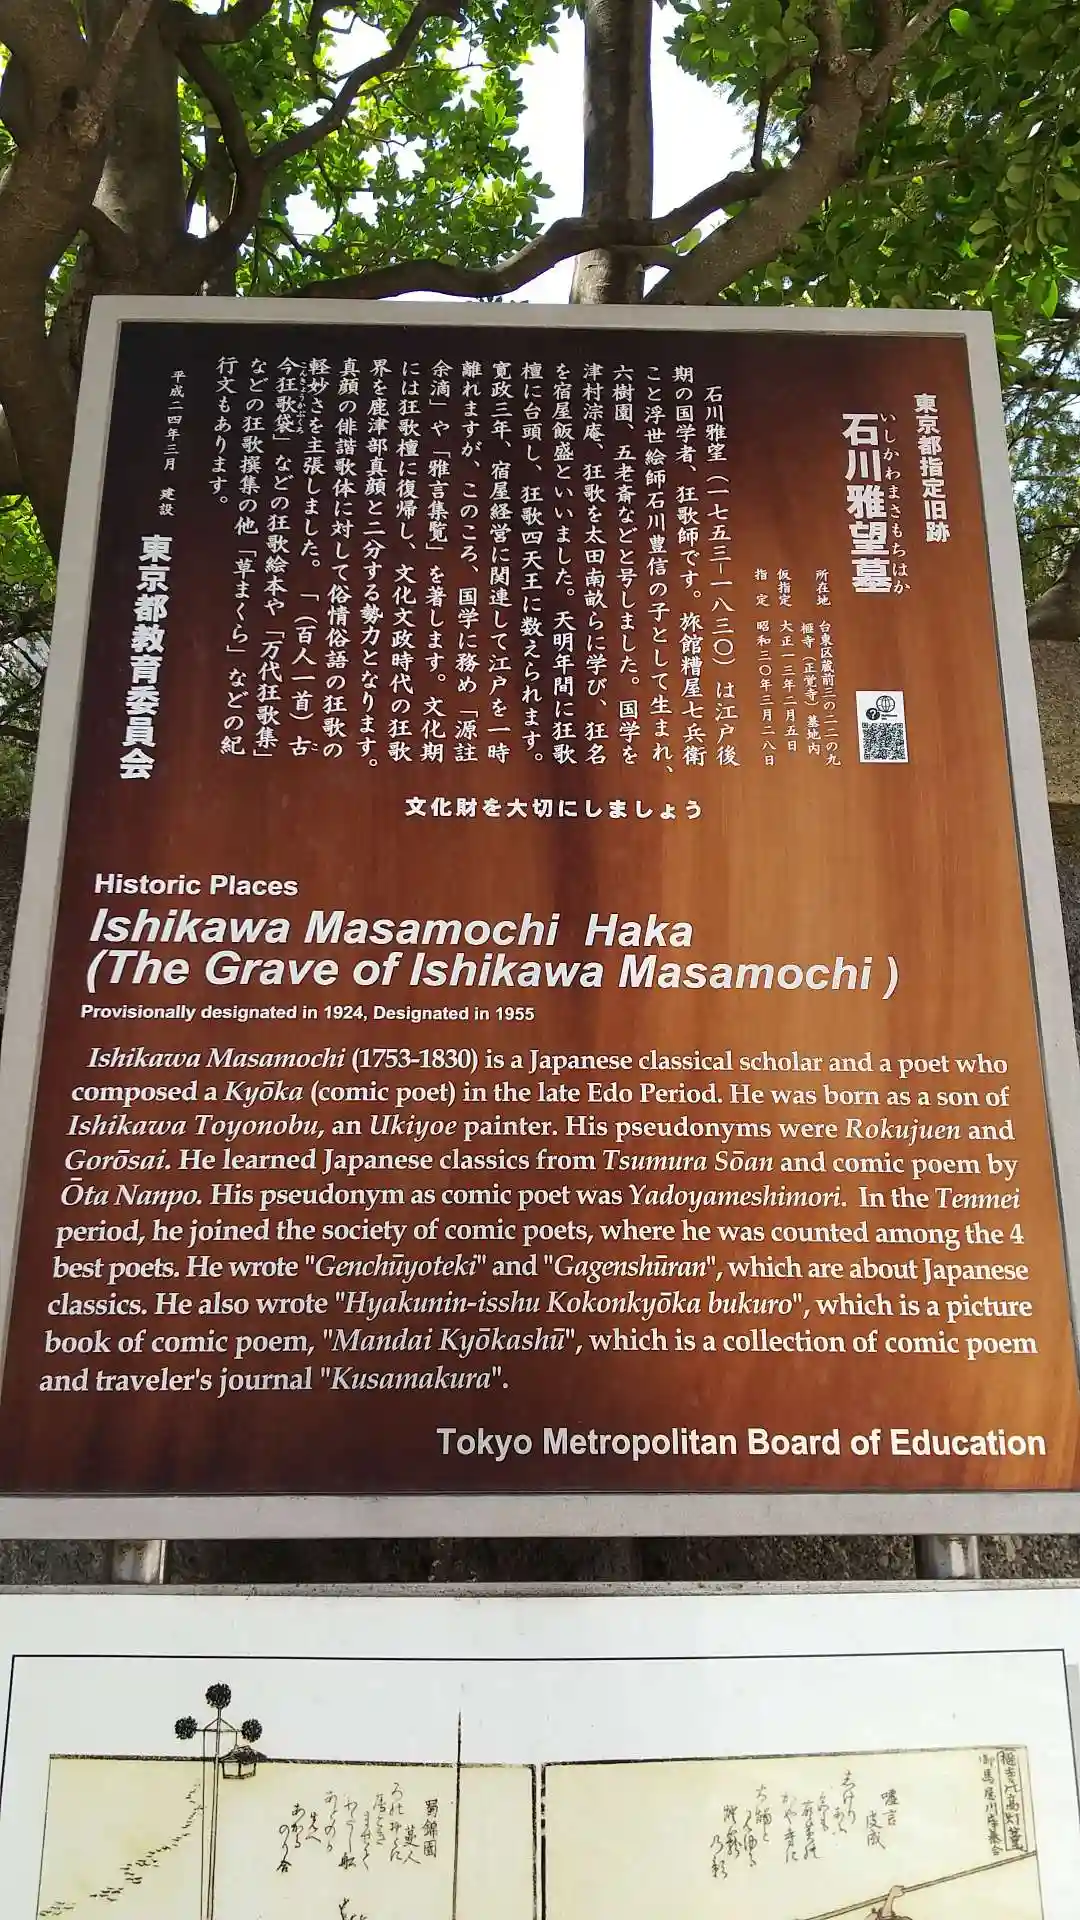 東京都指定旧跡
いしかわまさもちはか
石川雅望墓
所在地 台東区蔵前三の二二の九
榧寺（正覚寺）墓地内
仮指定 大正一三年二月五日
指定 昭和三〇年三月二八日
石川雅望（一七五三－一八三〇）は江戸後
期の国学者、狂歌師です。旅館糟屋七兵衛
こと浮世絵師石川豊信の子として生まれ、
六樹園、五老斎などと号しました。国学を
津村淙庵、狂歌を太田南畝らに学び、狂名
を宿屋飯盛といいました。天明年間に狂歌
檀に台頭し、狂歌四天王に数えられます。
寛政三年、宿屋経営に関連して江戸を一時
離れますが、このころ、国学に務め「源註
余滴」や「雅言集覧」を著します。文化期
には狂歌檀に復帰し、文化文政時代の狂歌
界を鹿津部真顔と二分する勢力となります。
真顔の俳諧歌体に対して俗情俗語の狂歌の
軽妙さを主張しました。「（百人一首）古
今狂歌袋」などの狂歌絵本や「万代狂歌集」
などの狂歌撰集の他「草まくら」などの紀
行文もあります。
平成二四年三月 建設
東京都教育委員会
文化財を大切にしましょう
Historic Places
Ishikawa Masamochi Haka
(The Grave of Ishikawa Masamochi )
Provisionally designated in 1924, Designated in 1955
Ishikawa Masamochi (1753-1830) is a Japanese classical scholar and a poet who
composed a Kyōka (comic poet) in the late Edo Period. He was born as a son of
Ishikawa Toyonobu, an Ukiyoe painter. His pseudonyms were Rokujuen and
Gorōsai. He learned Japanese classics from Tsumura Sōan and comic poem by
Ōta Nanpo. His pseudonym as comic poet was Yadoyameshimori. In the Tenmei
period, he joined the society of comic poets, where he was counted among the 4
best poets. He wrote "Genchūyoteki" and "Gagenshūran", which are about Japanese
classics. He also wrote "Hyakunin-isshu Kokonkyōka bukuro", which is a picture
book of comic poem, "Mandai Kyōkashū", which is a collection of comic poem
and traveler's journal "Kusamakura".
Tokyo Metropolitan Board of Education